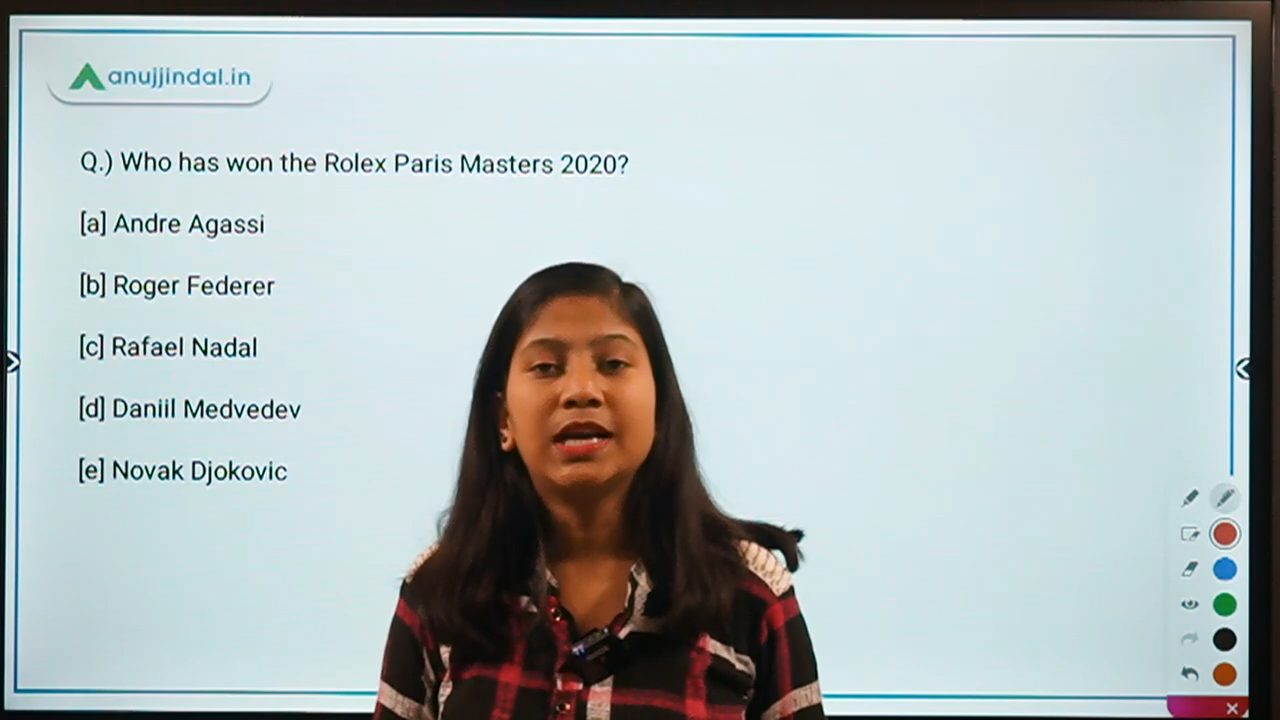 anujjindal.in
Q.) Who has won the Rolex Paris Masters 2020?
[a] Andre Agassi
[b] Roger Federer
[c] Rafael Nadal
[d] Daniil Medvedev
[e] Novak Djokovic